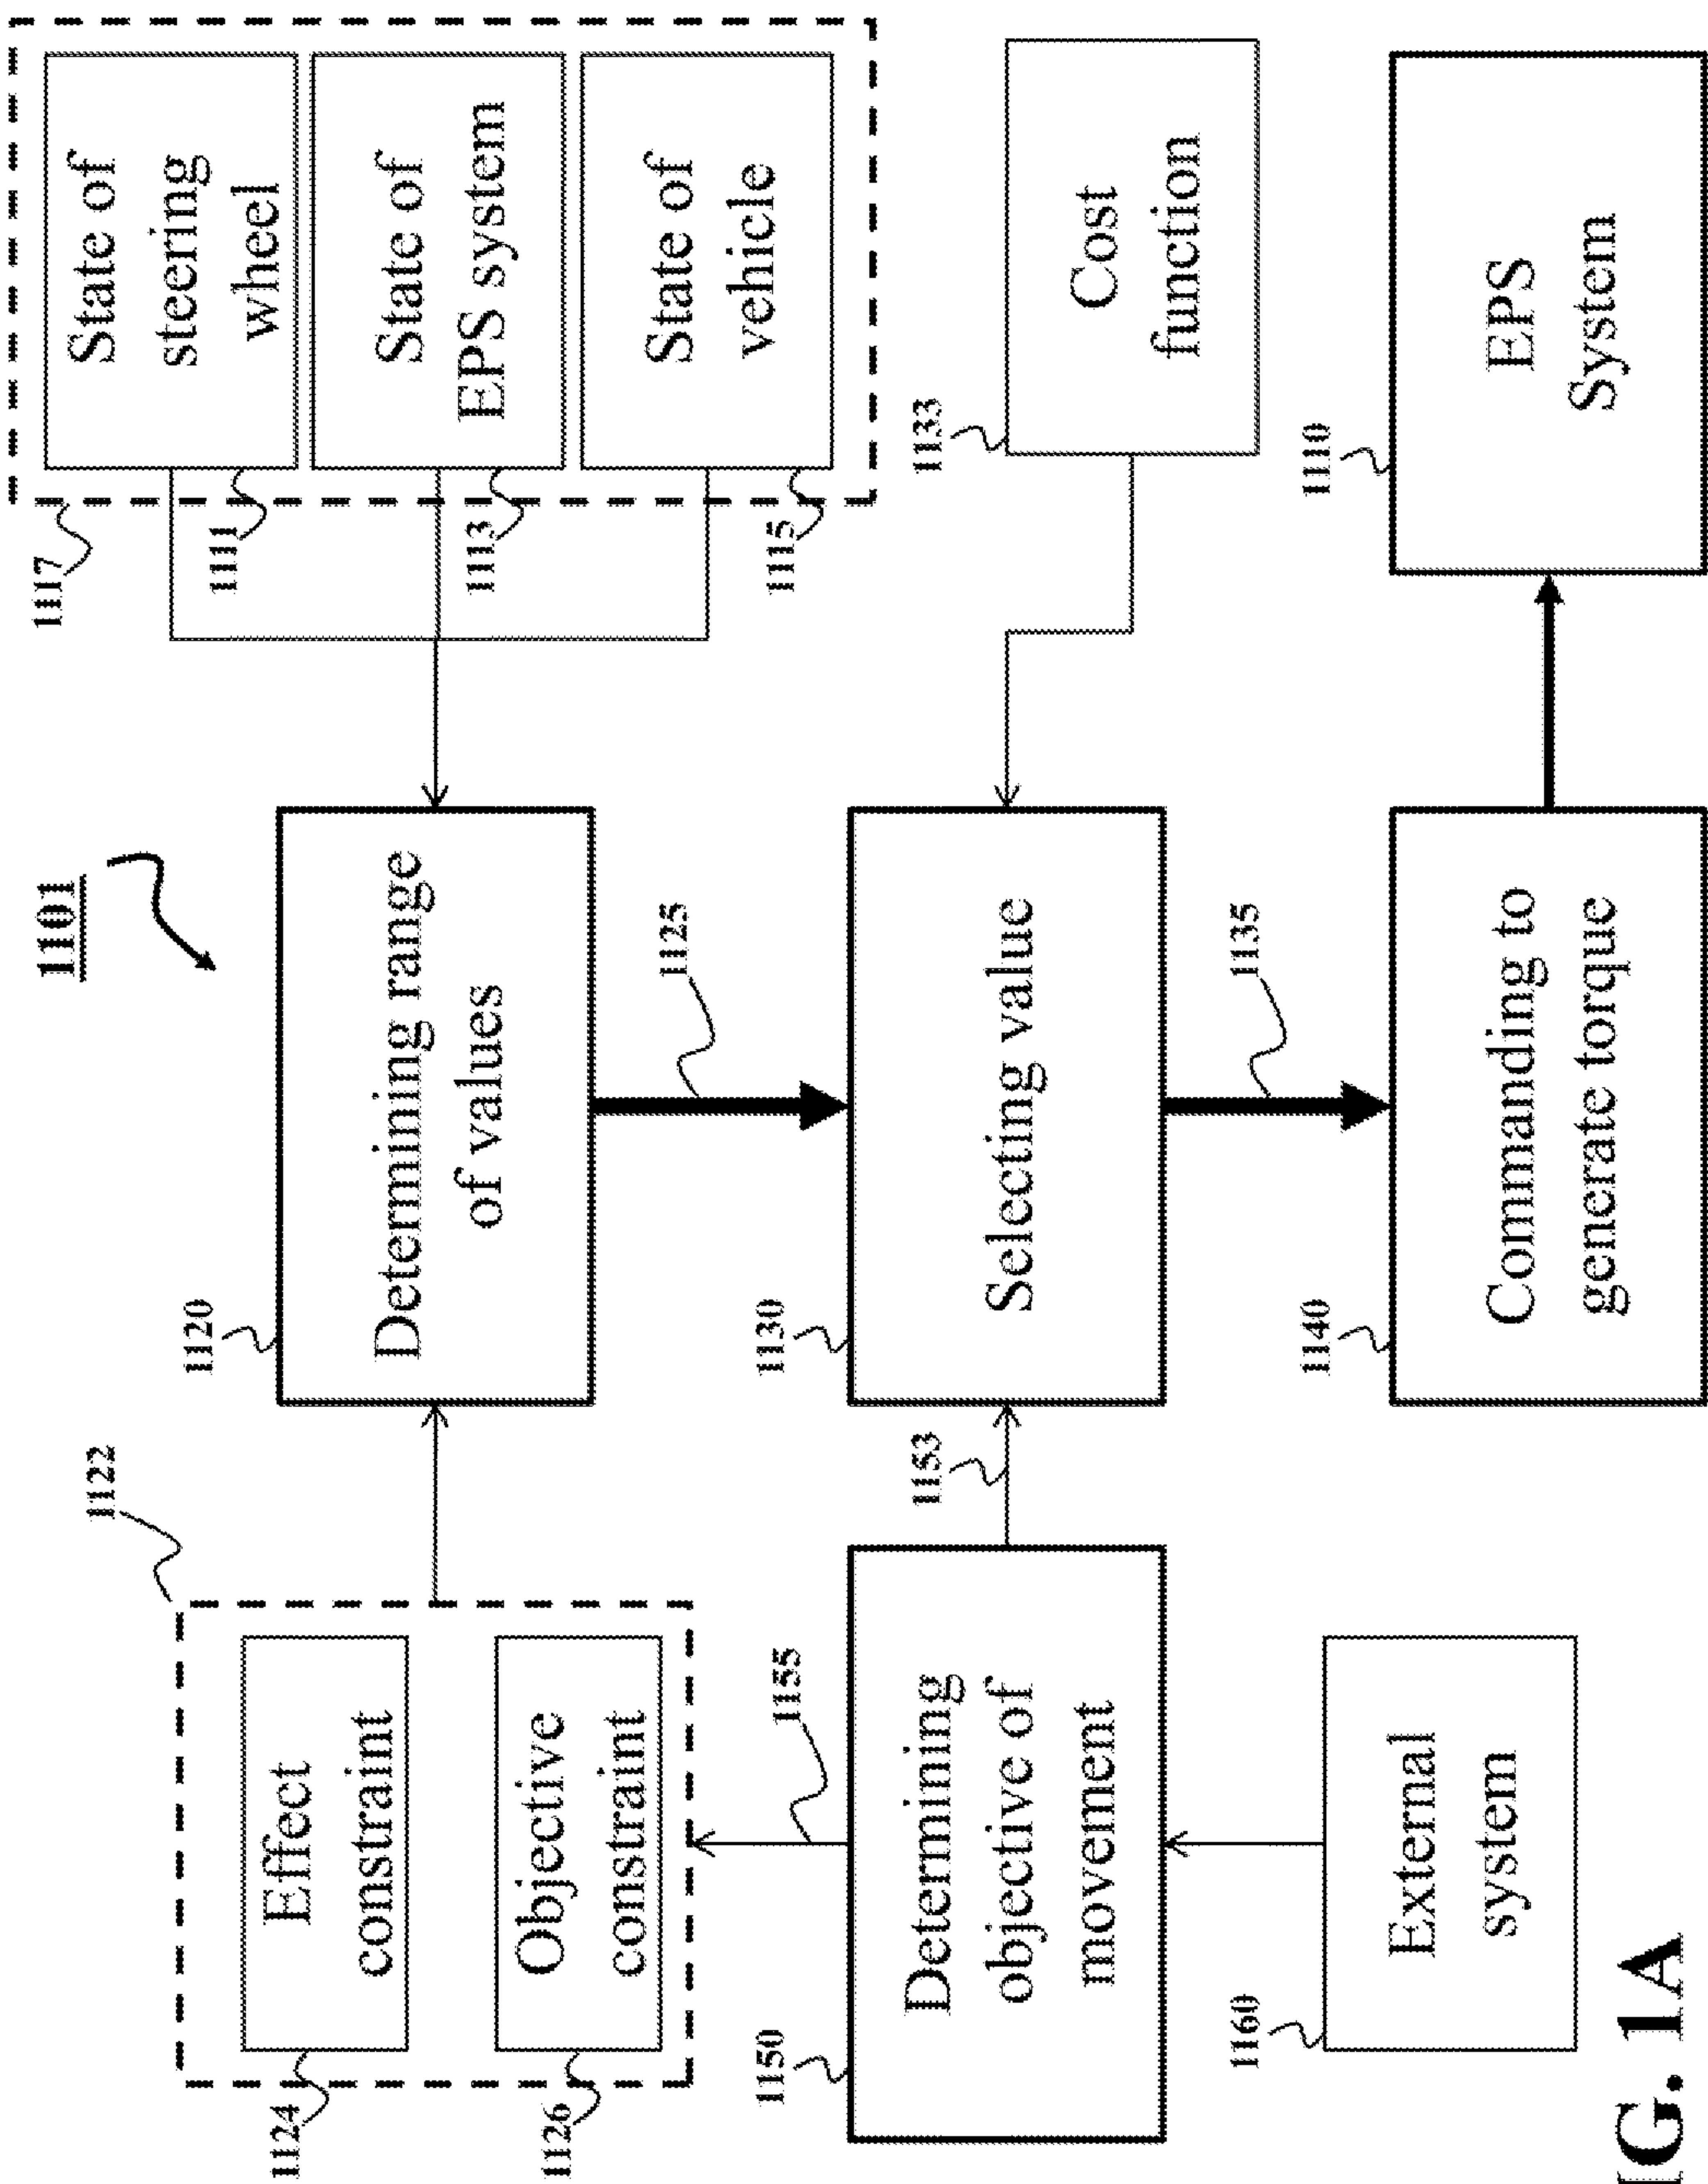 1101
1117
State of
steering
wheel
1111
State of
EPS system
1113
State of
vehicle
1115
1122
Effect
constraint
1124
Objective
constraint
1126
1120
Determining range
of values
1125
1155
1150
Determining
objective of
movement
1153
1130
Selecting value
1133
Cost
function
1135
1160
External
system
1140
Commanding to
generate torque
1110
EPS
System
IG. 1A